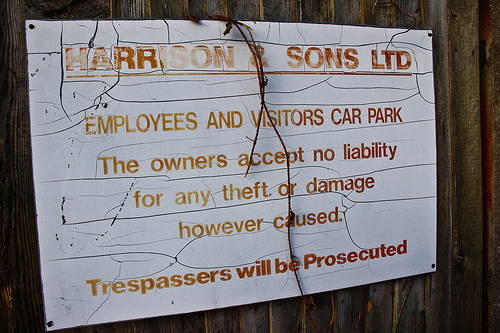 HARRISON & SONS LTD
EMPLOYEES AND VISITORS CAR PARK
The owners accept no liability
for any theft or damage
however caused.
Trespassers will be Prosecuted